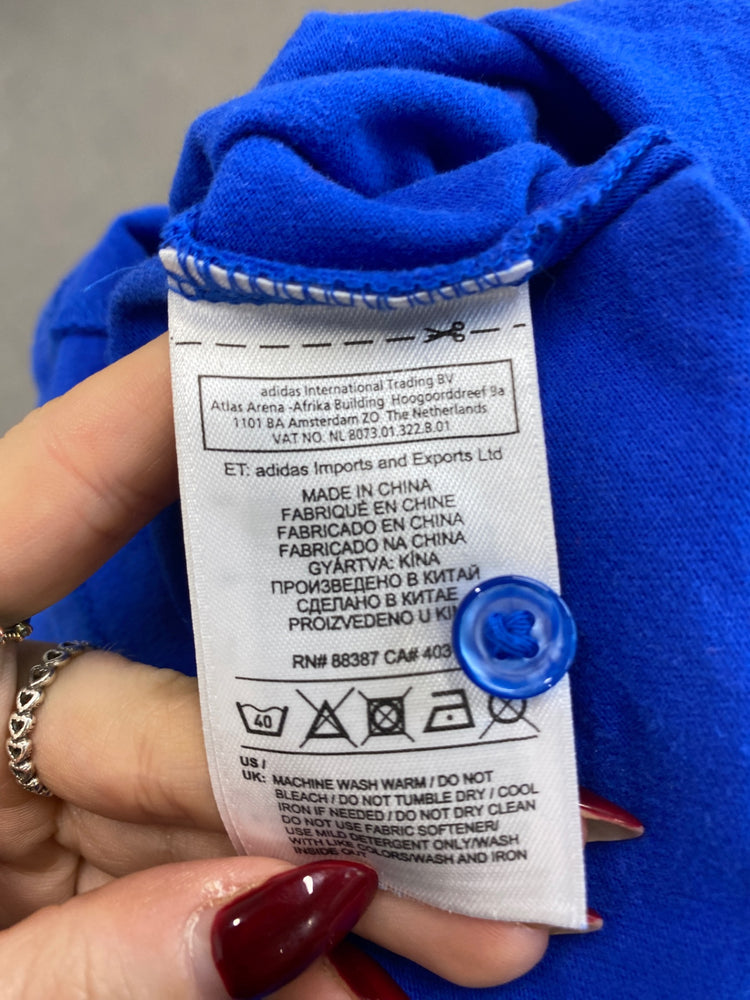 adidas International Trading BV
Atlas Arena -Afrika Building Hoogoorddreef 9a
1101 BA Amsterdam ZO The Netherlands
VAT NO. NL 8073.01.322.B.01
ET: adidas Imports and Exports Ltd
MADE IN CHINA
FABRIQUÉ EN CHINE
FABRICADO EN CHINA
FABRICADO NA CHINA
GYÁRTVA: KÍNA
ПРОИЗВЕДЕНО В КИТАЙ
СДЕЛАНО В КИТАЕ
PROIZVEDENO U
RN# 88387 CA#
40
US /
UK: MACHINE WASH WARM / DO NOT
BLEACH / DO NOT TUMBLE DRY / COOL
IRON IF NEEDED / DO NOT DRY CLEAN
DO NOT USE FABRIC SOFTENER/
USE MILD DETERGENT ONLY/WASH
WITH LIKE COLORS/WASH AND IRON
INSIDE OUT